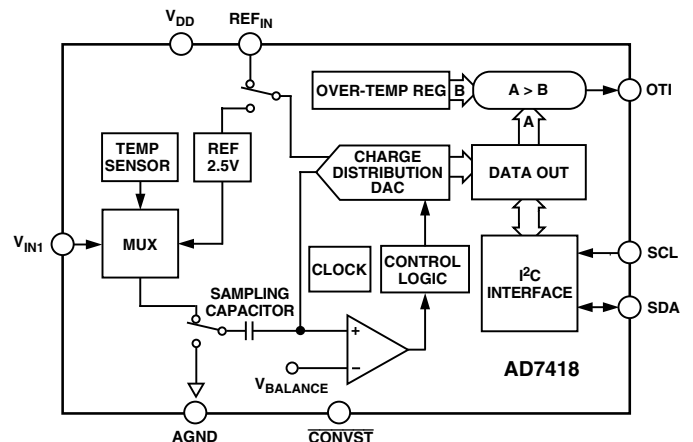 V_DD
REF_IN
OVER-TEMP REG
B
A > B
OTI
A
TEMP
SENSOR
REF
2.5V
CHARGE
DISTRIBUTION
DAC
DATA OUT
V_IN1
MUX
CLOCK
CONTROL
LOGIC
I²C
INTERFACE
SCL
SDA
SAMPLING
CAPACITOR
+
−
V_BALANCE
AD7418
AGND
C̅O̅N̅V̅S̅T̅